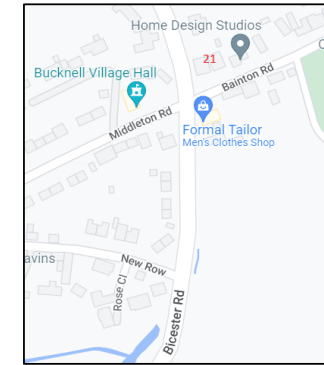 Home Design Studios
21
Bucknell Village Hall
Bainton Rd
Middleton Rd
Formal Tailor
Men's Clothes Shop
avins
New Row
Rose Cl
Bicester Rd